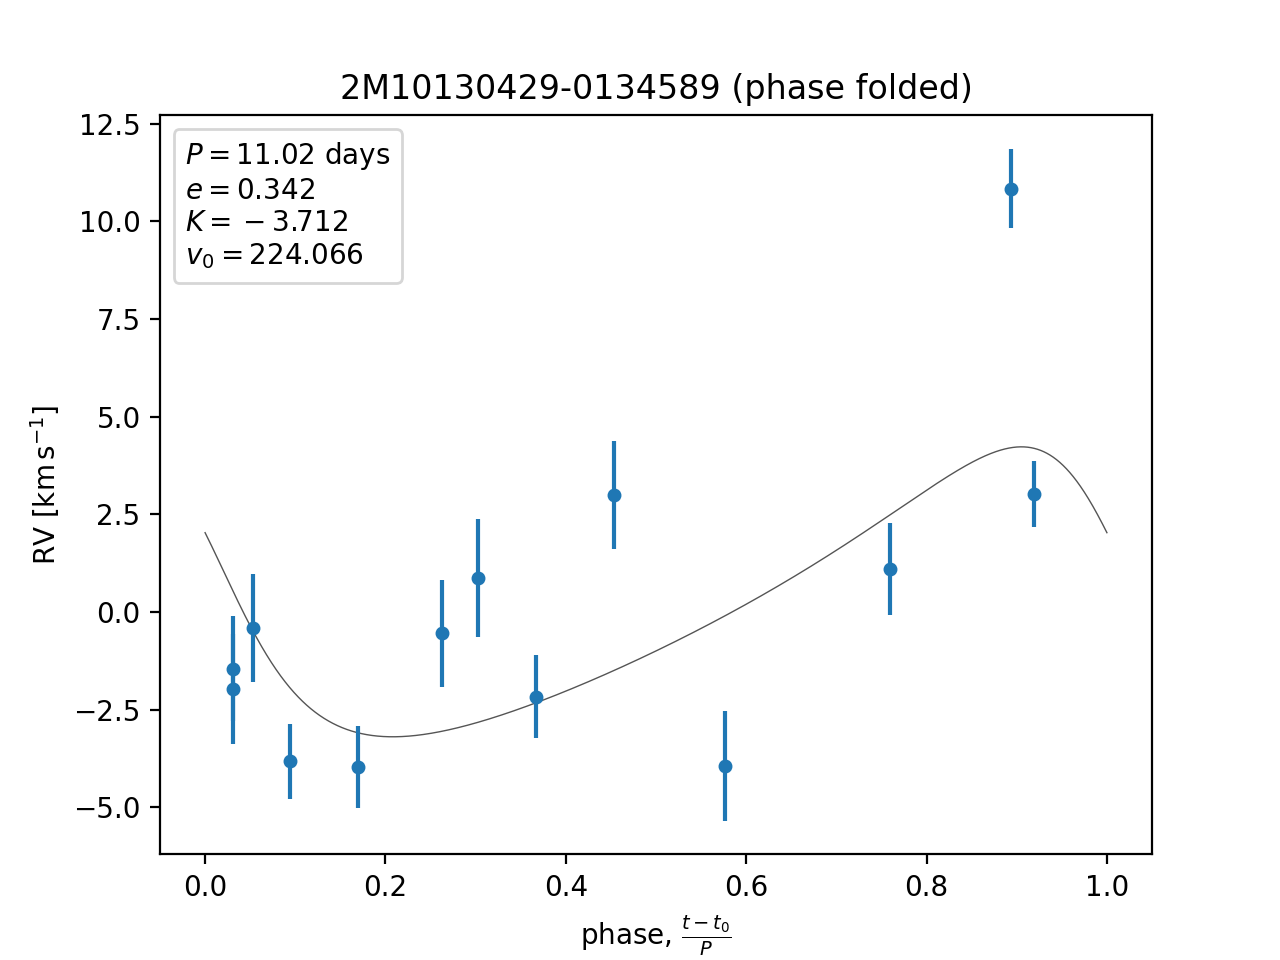 2M10130429-0134589 (phase folded)
P = 11.02 days
e = 0.342
K = −3.712
v₀ = 224.066
12.5
10.0
7.5
5.0
2.5
0.0
−2.5
−5.0
RV [km s⁻¹]
0.0 0.2 0.4 0.6 0.8 1.0
phase, (t − t₀)/P